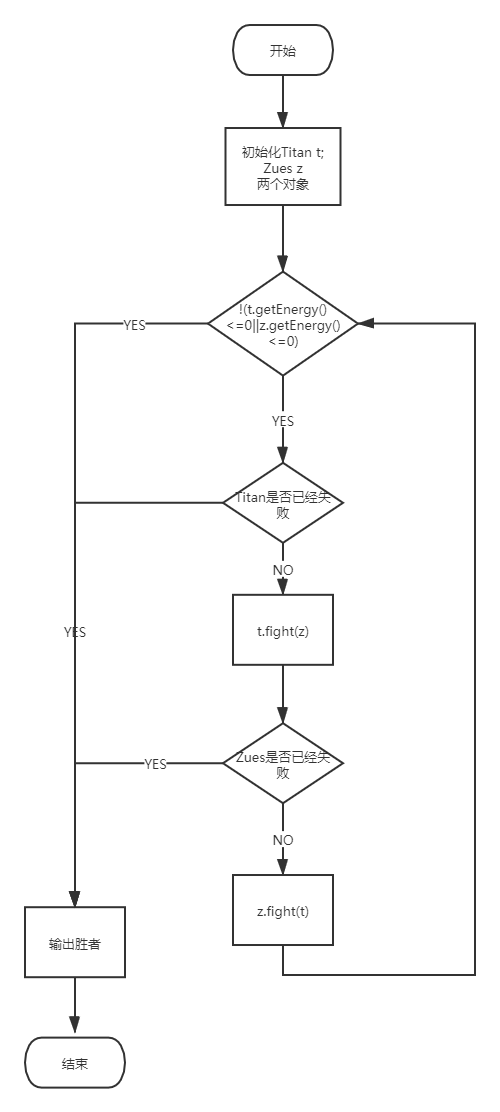 开始
初始化Titan t;
Zues z
两个对象
!(t.getEnergy()
<=0||z.getEnergy()
<=0)
YES
YES
Titan是否已经失
败
NO
t.fight(z)
YES
Zues是否已经失
败
YES
NO
z.fight(t)
输出胜者
结束